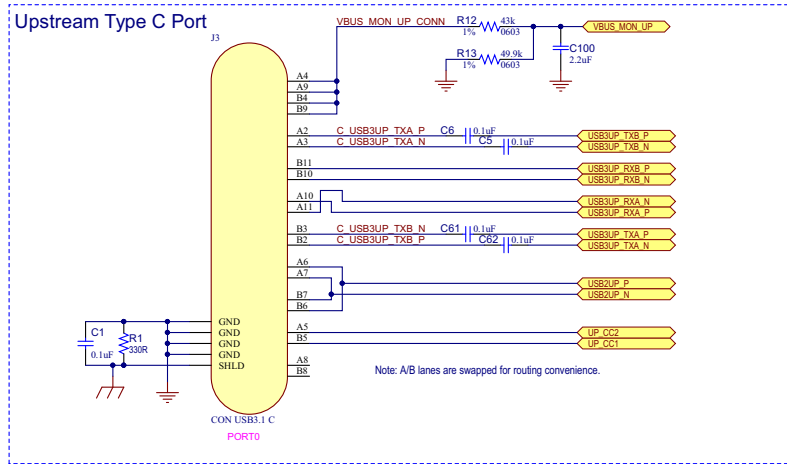 Upstream Type C Port
J3
VBUS_MON_UP_CONN
R12
43k
1%
0603
VBUS_MON_UP
R13
49.9k
1%
0603
C100
2.2uF
A4
A9
B4
B9
A2
C_USB3UP_TXA_P
C6
0.1uF
USB3UP_TXB_P
A3
C_USB3UP_TXA_N
C5
0.1uF
USB3UP_TXB_N
B11
USB3UP_RXB_P
B10
USB3UP_RXB_N
A10
USB3UP_RXA_N
A11
USB3UP_RXA_P
B3
C_USB3UP_TXB_N
C61
0.1uF
USB3UP_TXA_P
B2
C_USB3UP_TXB_P
C62
0.1uF
USB3UP_TXA_N
A6
A7
USB2UP_P
B7
USB2UP_N
B6
C1
0.1uF
R1
330R
GND
GND
GND
GND
SHLD
A5
UP_CC2
B5
UP_CC1
A8
B8
Note: A/B lanes are swapped for routing convenience.
CON USB3.1 C
PORT0